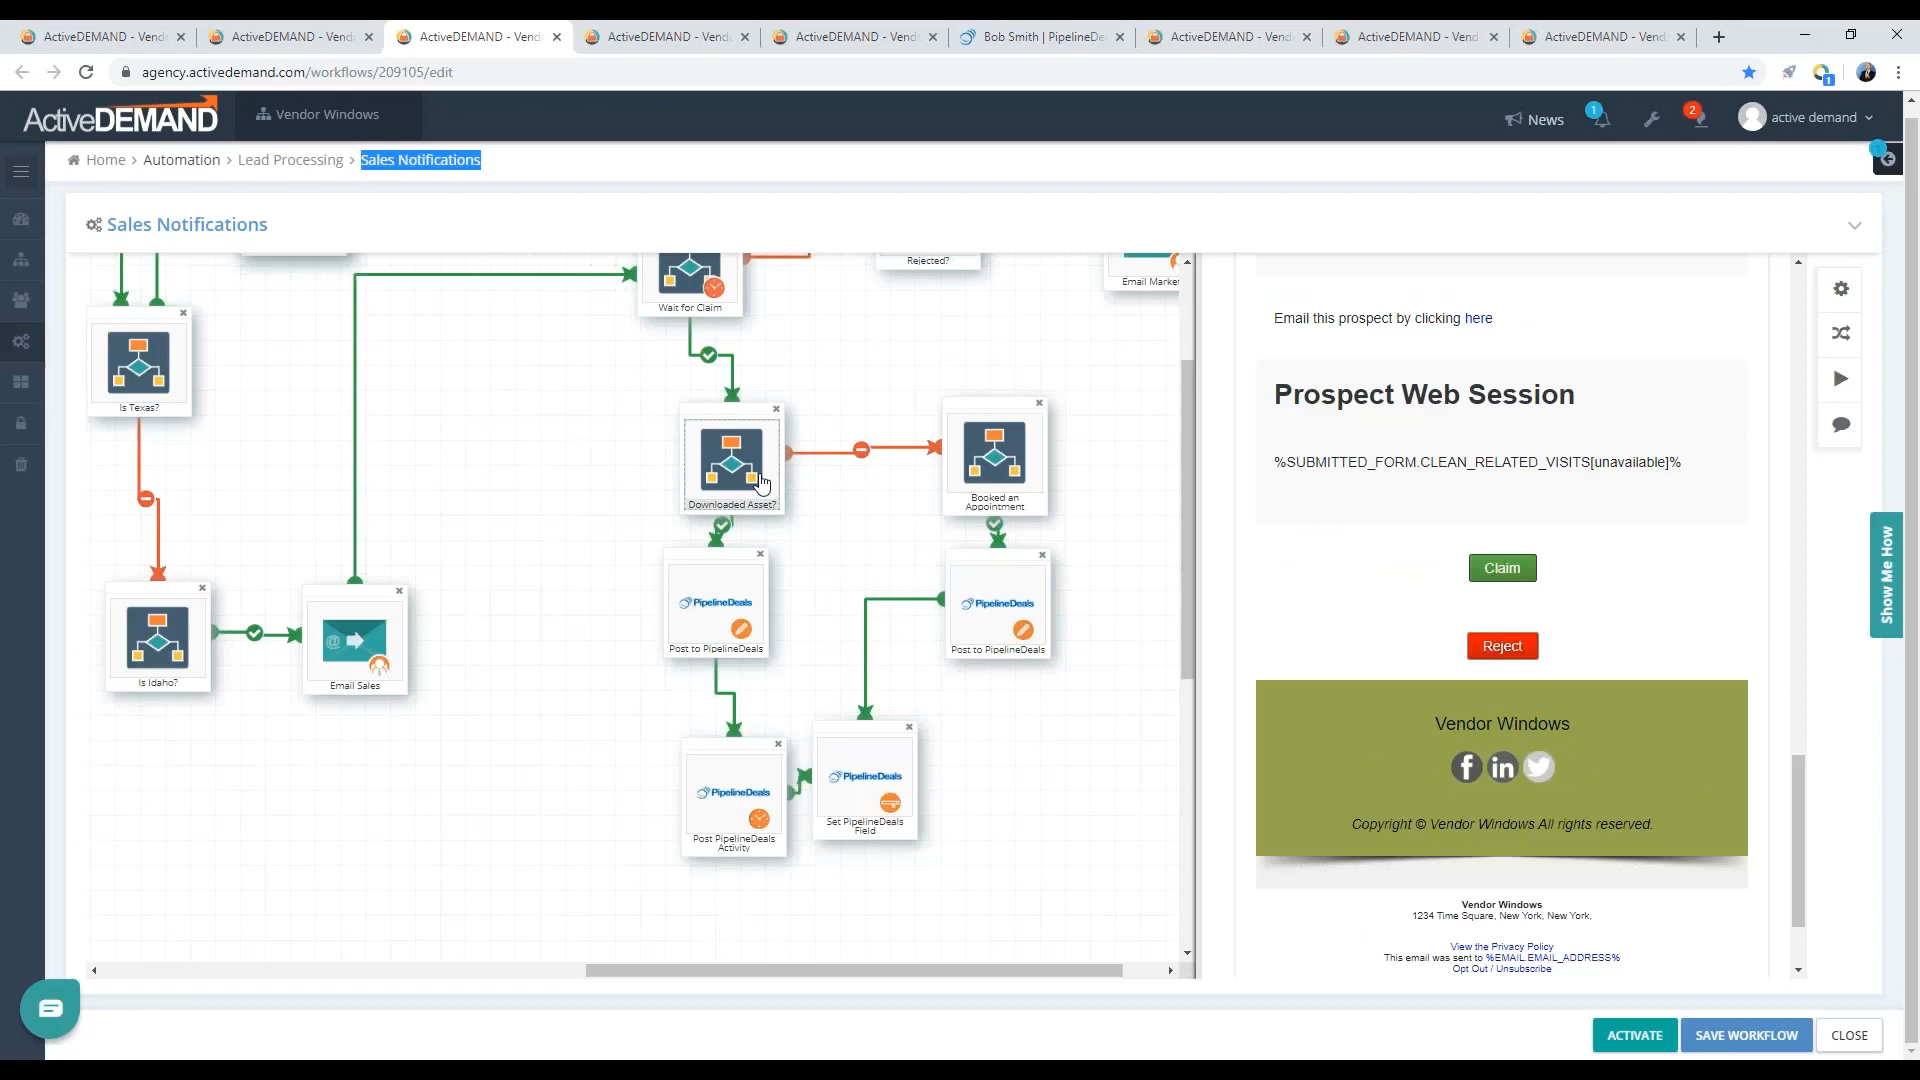 ActiveDEMAND - Vend
ActiveDEMAND - Vend
ActiveDEMAND - Vend
ActiveDEMAND - Vend
ActiveDEMAND - Vend
Bob Smith | PipelineDe
ActiveDEMAND - Vend
ActiveDEMAND - Vend
ActiveDEMAND - Vend
agency.activedemand.com/workflows/209105/edit
1
ActiveDEMAND
Vendor Windows
News
1
2
active demand
Home > Automation > Lead Processing > Sales Notifications
Sales Notifications
Rejected?
Email Market
Wait for Claim
Is Texas?
Downloaded Asset?
Booked an
Appointment
PipelineDeals
Post to PipelineDeals
PipelineDeals
Post to PipelineDeals
Is Idaho?
@
Email Sales
PipelineDeals
Post PipelineDeals
Activity
PipelineDeals
Set PipelineDeals
Field
Email this prospect by clicking here
Prospect Web Session
%SUBMITTED_FORM.CLEAN_RELATED_VISITS[unavailable]%
Claim
Reject
Vendor Windows
Copyright © Vendor Windows All rights reserved.
Vendor Windows
1234 Time Square, New York, New York,
View the Privacy Policy
This email was sent to %EMAIL.EMAIL_ADDRESS%
Opt Out / Unsubscribe
Show Me How
ACTIVATE
SAVE WORKFLOW
CLOSE